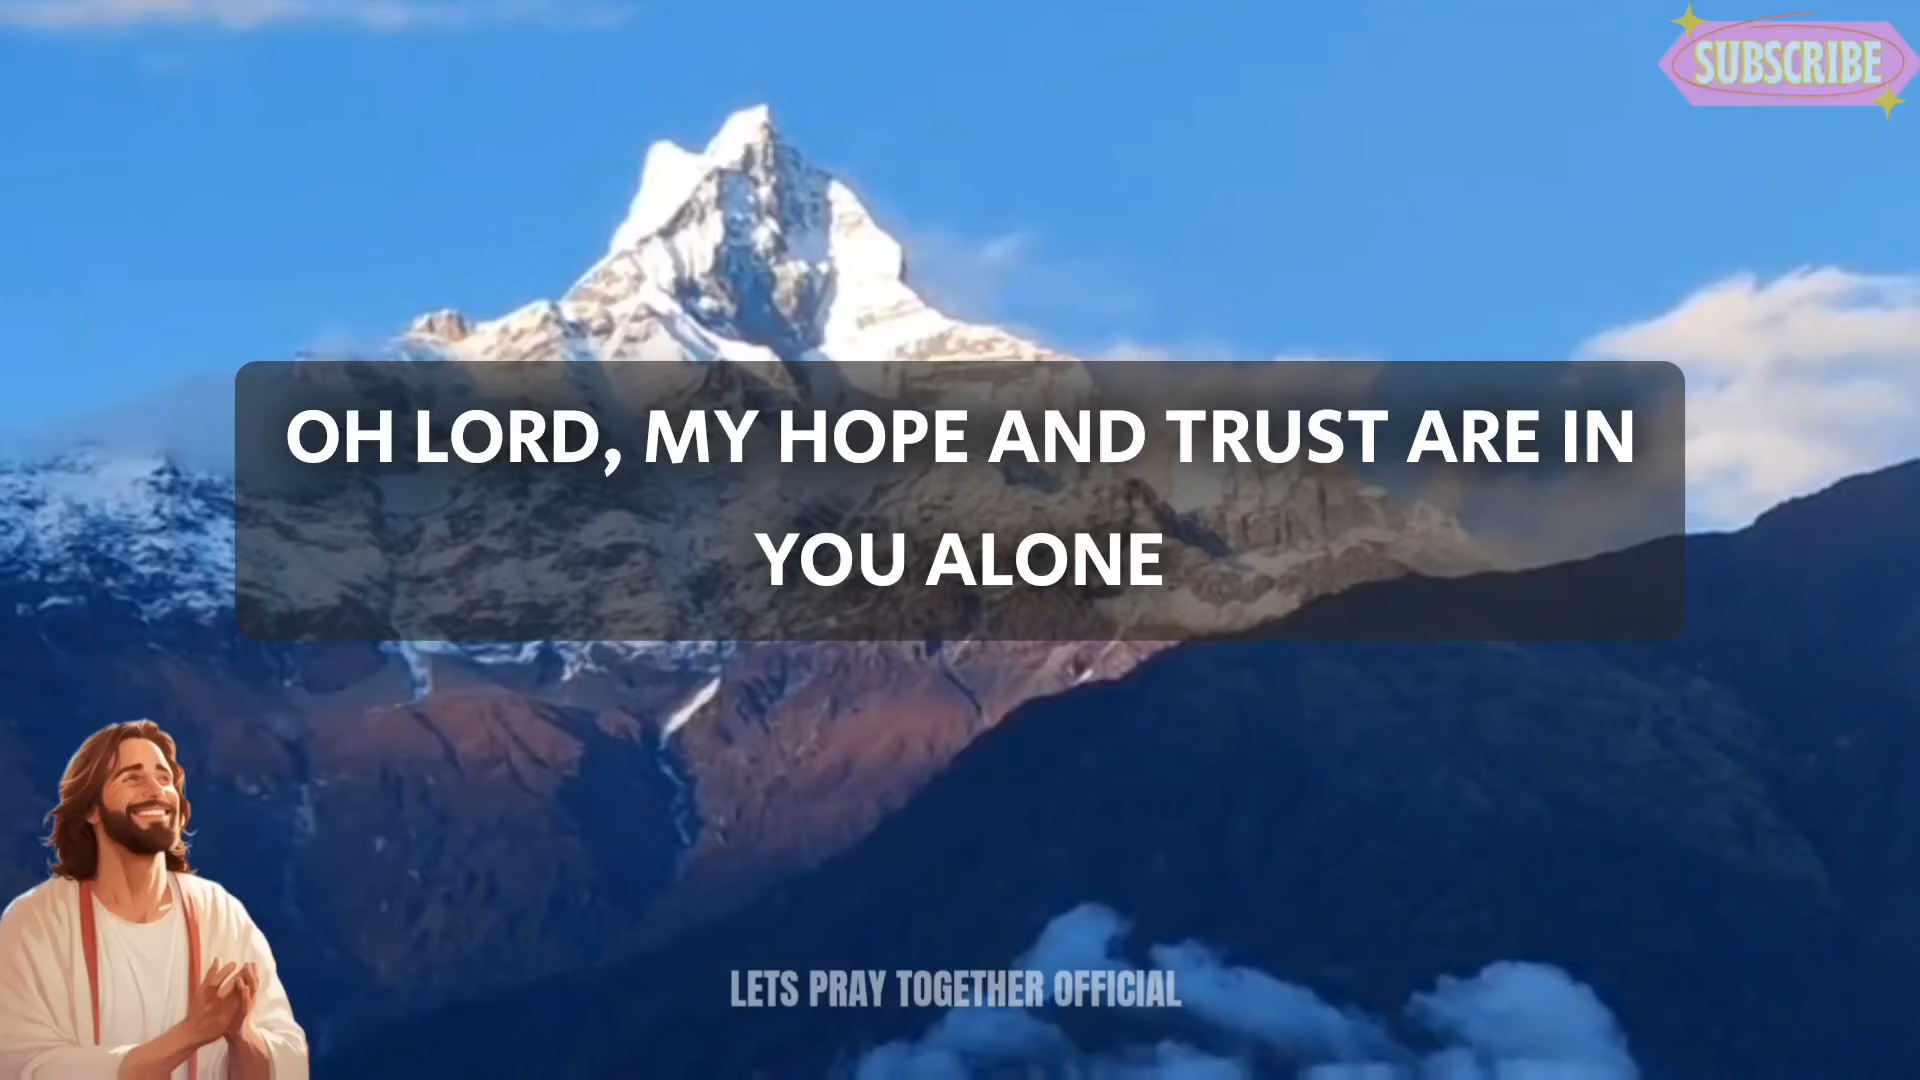 SUBSCRIBE
OH LORD, MY HOPE AND TRUST ARE IN
YOU ALONE
LETS PRAY TOGETHER OFFICIAL